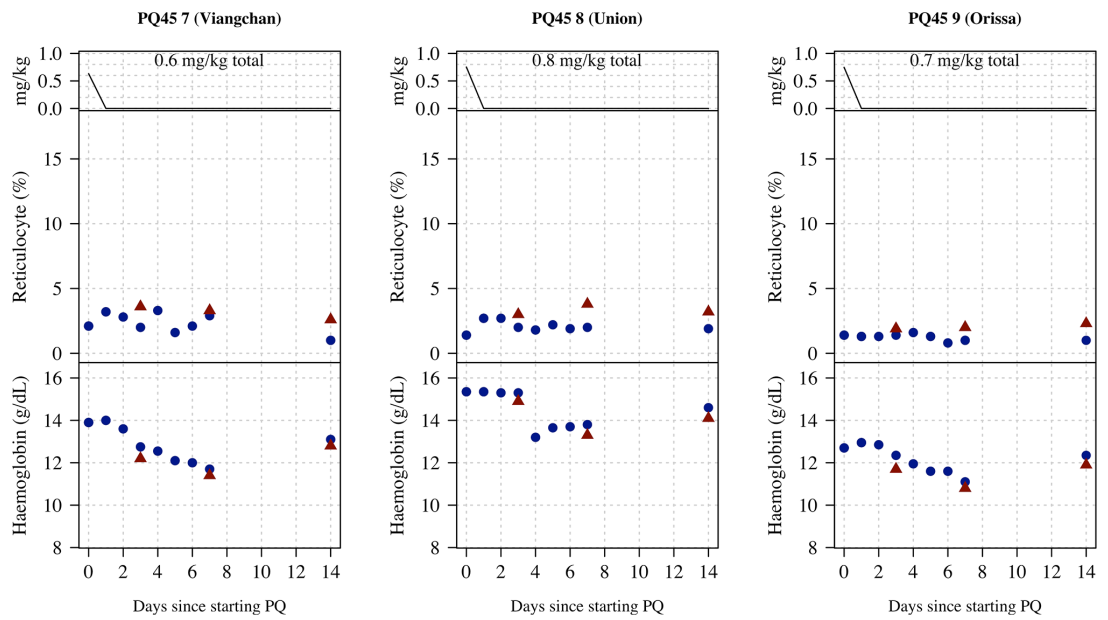 PQ45 7 (Viangchan)
PQ45 8 (Union)
PQ45 9 (Orissa)
mg/kg
1.0
0.5
0.0
0.6 mg/kg total
Reticulocyte (%)
15
10
5
0
Haemoglobin (g/dL)
16
14
12
10
8
0 2 4 6 8 10 12 14
Days since starting PQ
mg/kg
1.0
0.5
0.0
0.8 mg/kg total
Reticulocyte (%)
15
10
5
0
Haemoglobin (g/dL)
16
14
12
10
8
0 2 4 6 8 10 12 14
Days since starting PQ
mg/kg
1.0
0.5
0.0
0.7 mg/kg total
Reticulocyte (%)
15
10
5
0
Haemoglobin (g/dL)
16
14
12
10
8
0 2 4 6 8 10 12 14
Days since starting PQ